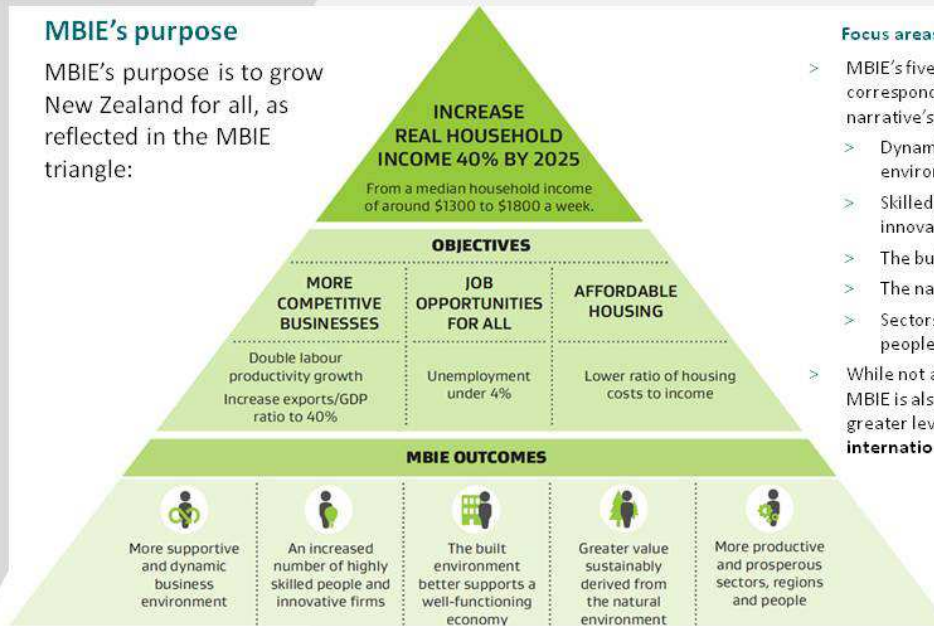 MBIE's purpose
MBIE's purpose is to grow
New Zealand for all, as
reflected in the MBIE
triangle:
INCREASE
REAL HOUSEHOLD
INCOME 40% BY 2025
From a median household income
of around $1300 to $1800 a week.
OBJECTIVES
MORE
COMPETITIVE
BUSINESSES
Double labour
productivity growth
Increase exports/GDP
ratio to 40%
JOB
OPPORTUNITIES
FOR ALL
Unemployment
under 4%
AFFORDABLE
HOUSING
Lower ratio of housing
costs to income
MBIE OUTCOMES
More supportive
and dynamic
business
environment
An increased
number of highly
skilled people and
innovative firms
The built
environment
better supports a
well-functioning
economy
Greater value
sustainably
derived from
the natural
environment
More productive
and prosperous
sectors, regions
and people
Focus areas
> MBIE's five
correspond
narrative's
> Dynam
environ
> Skilled
innova
> The bu
> The na
> Sectors
people
> While not a
MBIE is als
greater lev
internatio